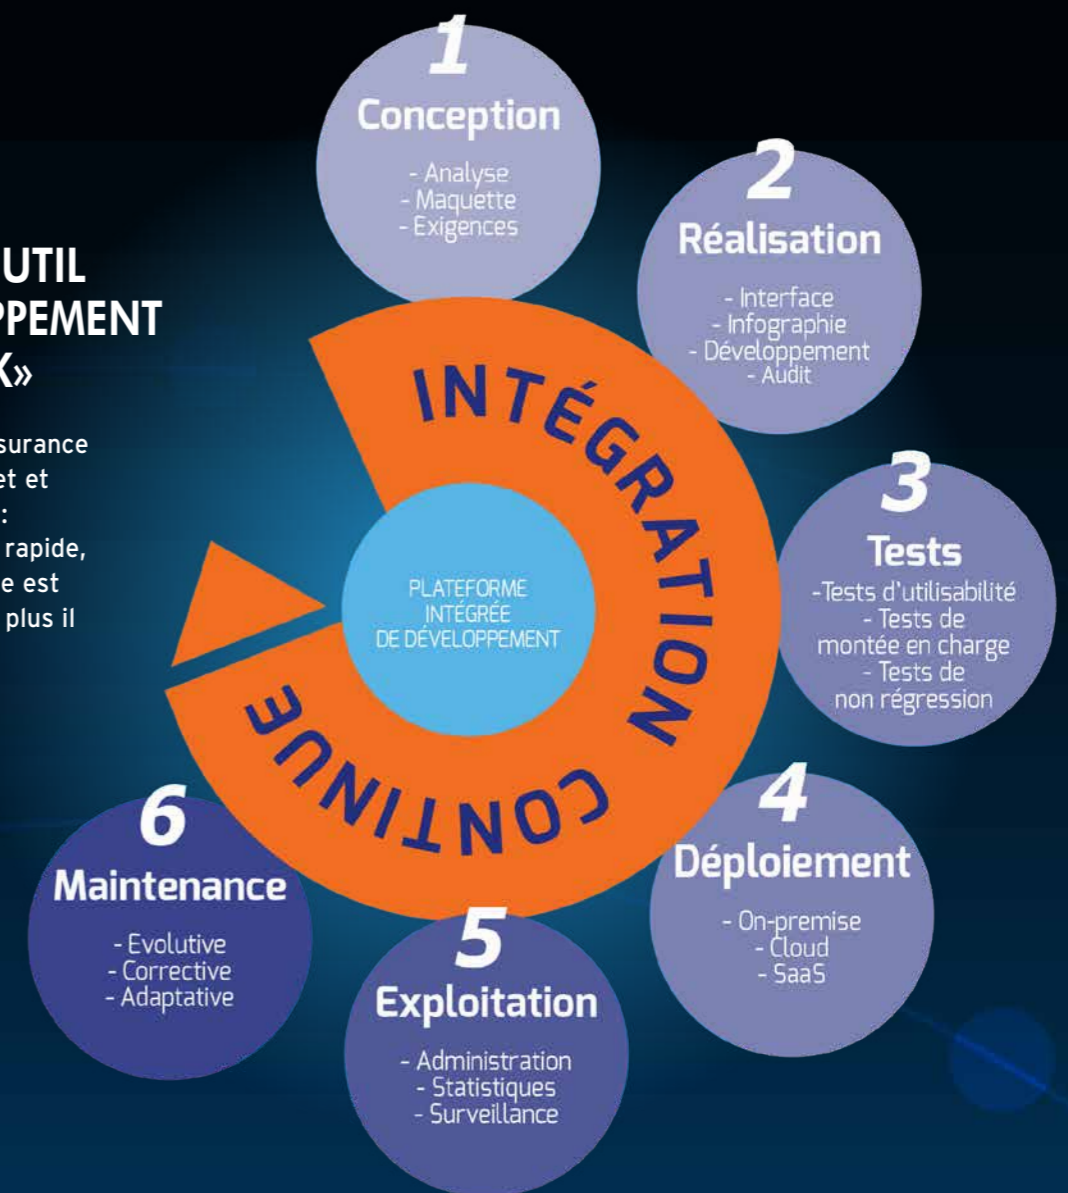 UTIL
PPEMENT
X»
surance
et et
:
rapide,
e est
plus il
1
Conception
- Analyse
- Maquette
- Exigences
2
Réalisation
- Interface
- Infographie
- Développement
- Audit
3
Tests
-Tests d'utilisabilité
- Tests de
montée en charge
- Tests de
non régression
4
Déploiement
- On-premise
- Cloud
- SaaS
5
Exploitation
- Administration
- Statistiques
- Surveillance
6
Maintenance
- Evolutive
- Corrective
- Adaptative
INTÉGRATION CONTINUE
PLATEFORME
INTÉGRÉE
DE DÉVELOPPEMENT